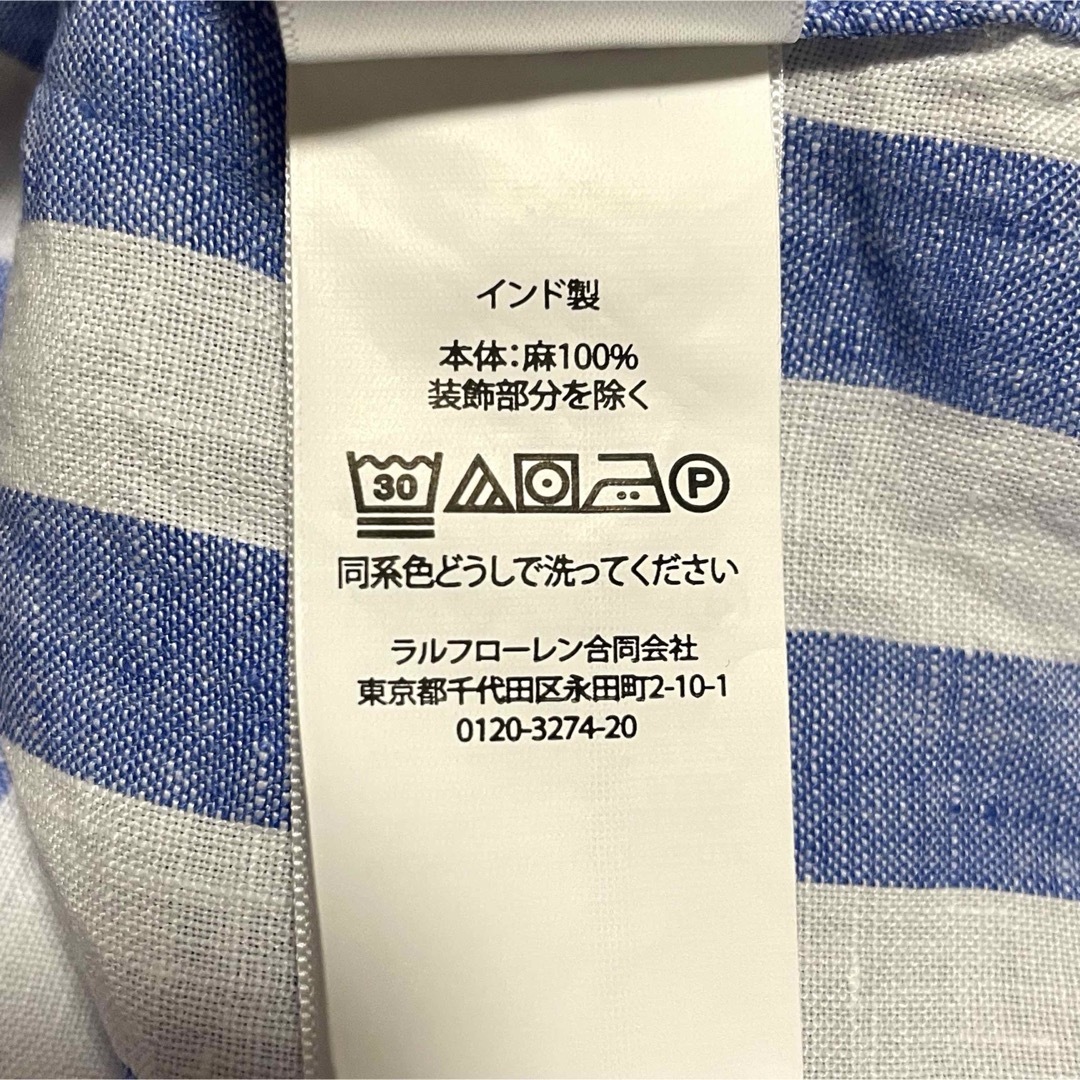 インド製
本体:麻100%
装飾部分を除く
30 P
同系色どうしで洗ってください
ラルフローレン合同会社
東京都千代田区永田町2-10-1
0120-3274-20